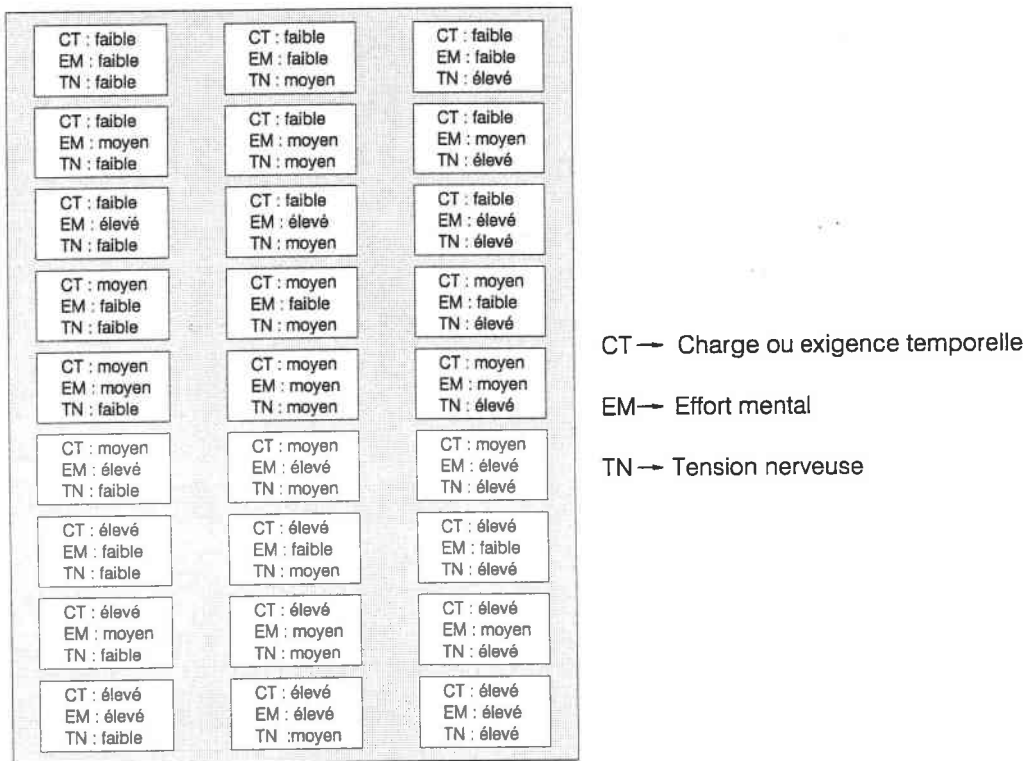 CT : faible
EM : faible
TN : faible
CT : faible
EM : faible
TN : moyen
CT : faible
EM : faible
TN : élevé
CT : faible
EM : moyen
TN : faible
CT : faible
EM : moyen
TN : moyen
CT : faible
EM : moyen
TN : élevé
CT : faible
EM : élevé
TN : faible
CT : faible
EM : élevé
TN : moyen
CT : faible
EM : élevé
TN : élevé
CT : moyen
EM : faible
TN : faible
CT : moyen
EM : faible
TN : moyen
CT : moyen
EM : faible
TN : élevé
CT : moyen
EM : moyen
TN : faible
CT : moyen
EM : moyen
TN : moyen
CT : moyen
EM : moyen
TN : élevé
CT : moyen
EM : élevé
TN : faible
CT : moyen
EM : élevé
TN : moyen
CT : moyen
EM : élevé
TN : élevé
CT : élevé
EM : faible
TN : faible
CT : élevé
EM : faible
TN : moyen
CT : élevé
EM : faible
TN : élevé
CT : élevé
EM : moyen
TN : faible
CT : élevé
EM : moyen
TN : moyen
CT : élevé
EM : moyen
TN : élevé
CT : élevé
EM : élevé
TN : faible
CT : élevé
EM : élevé
TN :moyen
CT : élevé
EM : élevé
TN : élevé
CT → Charge ou exigence temporelle
EM → Effort mental
TN → Tension nerveuse